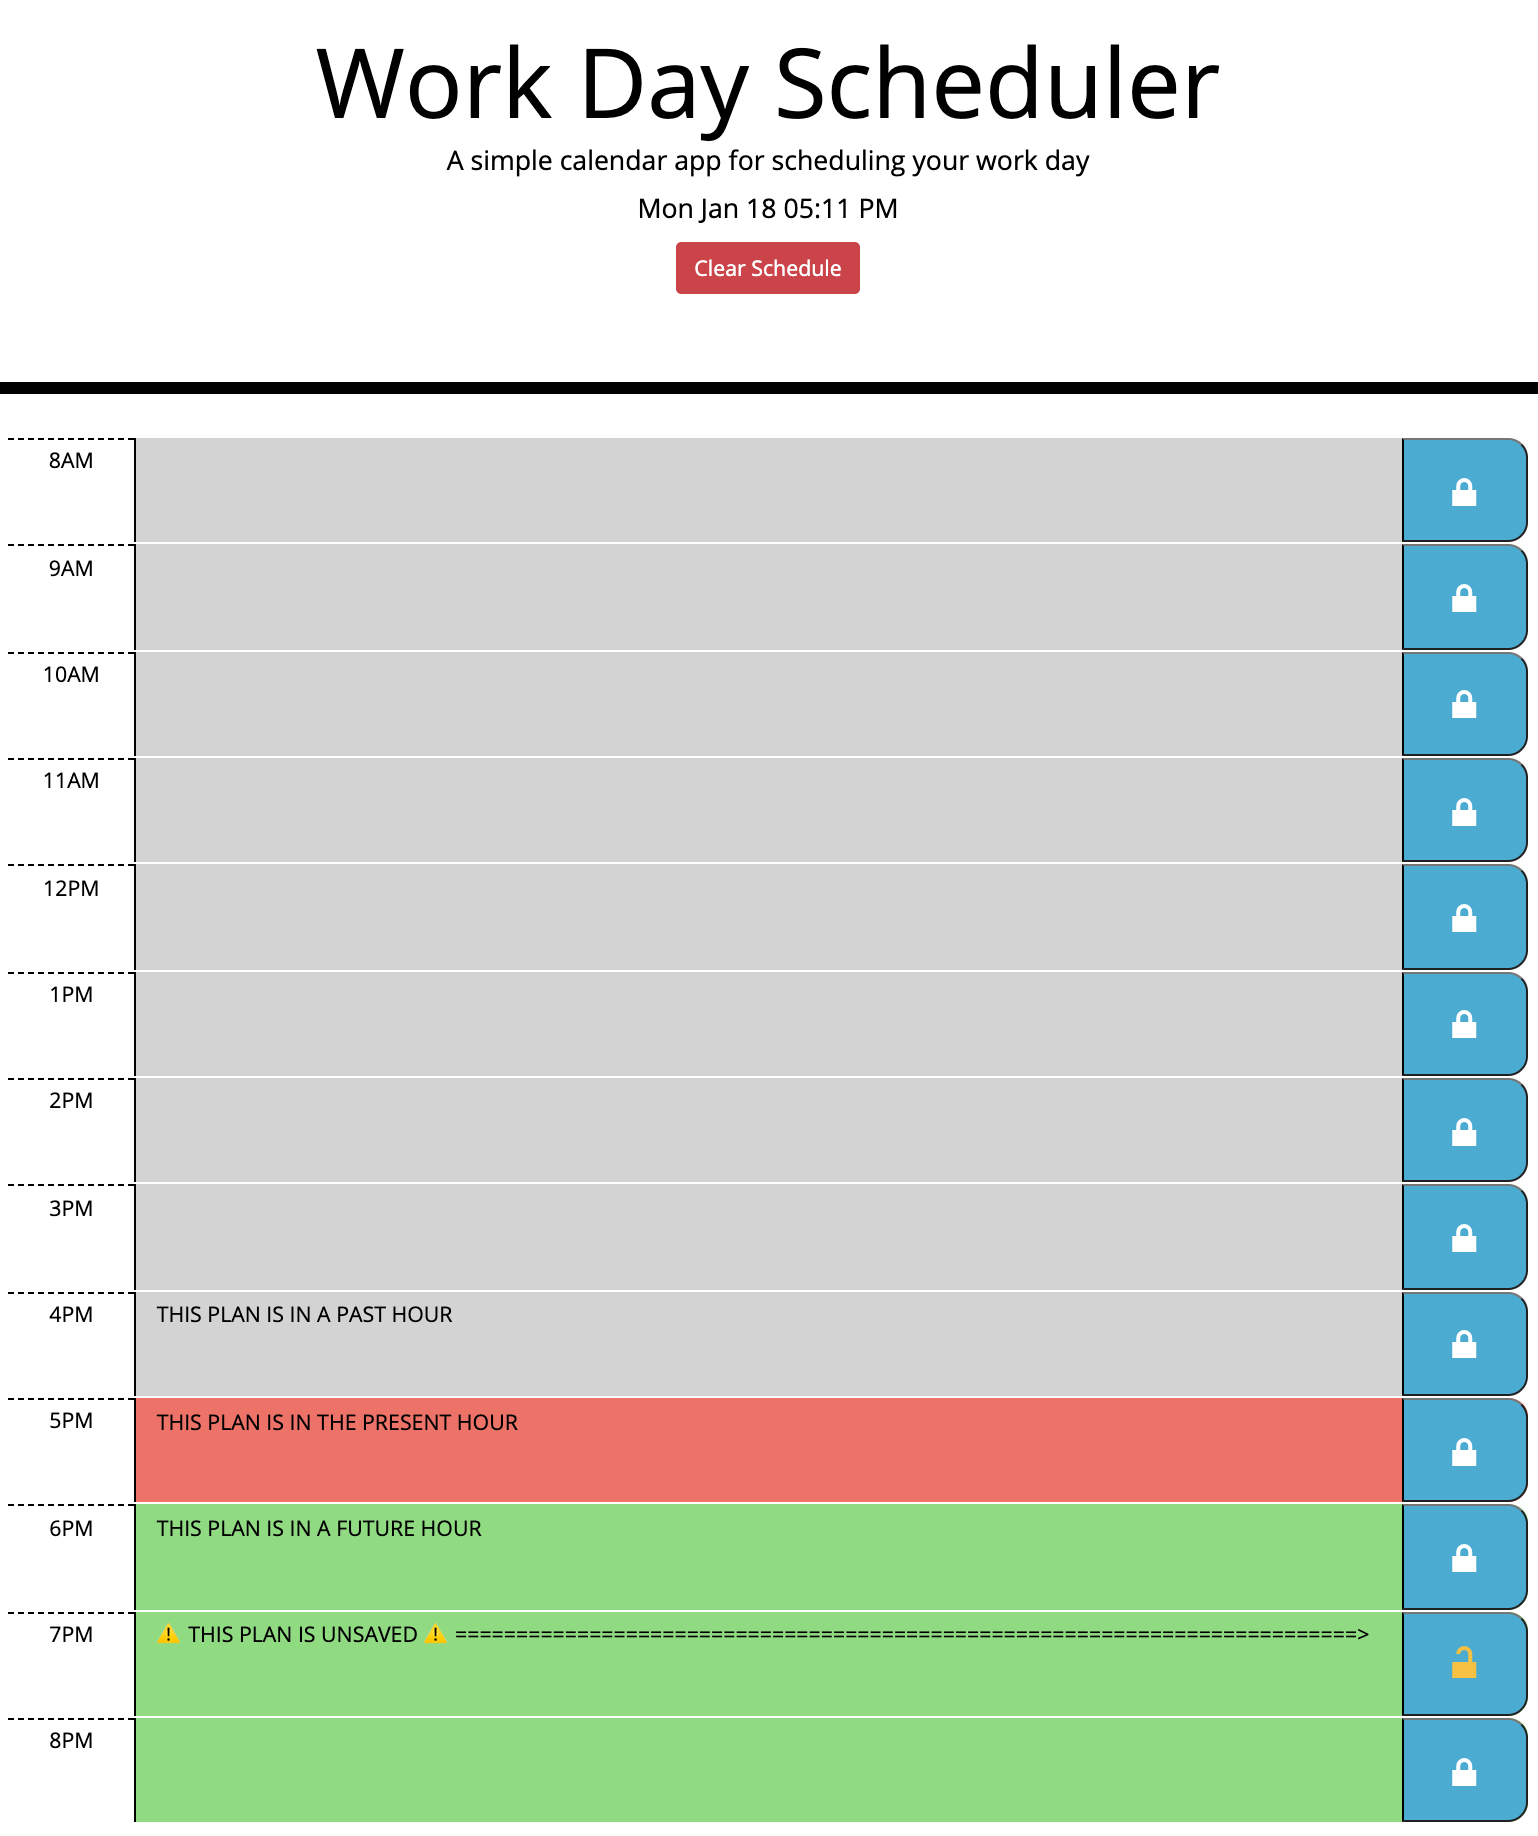 Work Day Scheduler
A simple calendar app for scheduling your work day
Mon Jan 18 05:11 PM
Clear Schedule
8AM
9AM
10AM
11AM
12PM
1PM
2PM
3PM
4PM THIS PLAN IS IN A PAST HOUR
5PM THIS PLAN IS IN THE PRESENT HOUR
6PM THIS PLAN IS IN A FUTURE HOUR
7PM ⚠️ THIS PLAN IS UNSAVED ⚠️ ==========================================================================>
8PM